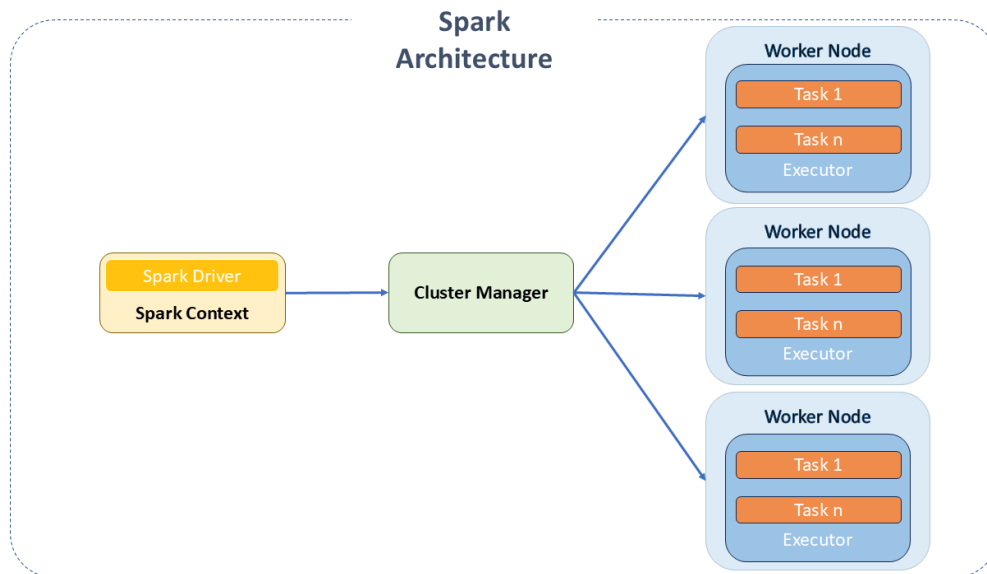 Spark
Architecture
Worker Node
Task 1
Task n
Executor
Spark Driver
Spark Context
Cluster Manager
Worker Node
Task 1
Task n
Executor
Worker Node
Task 1
Task n
Executor